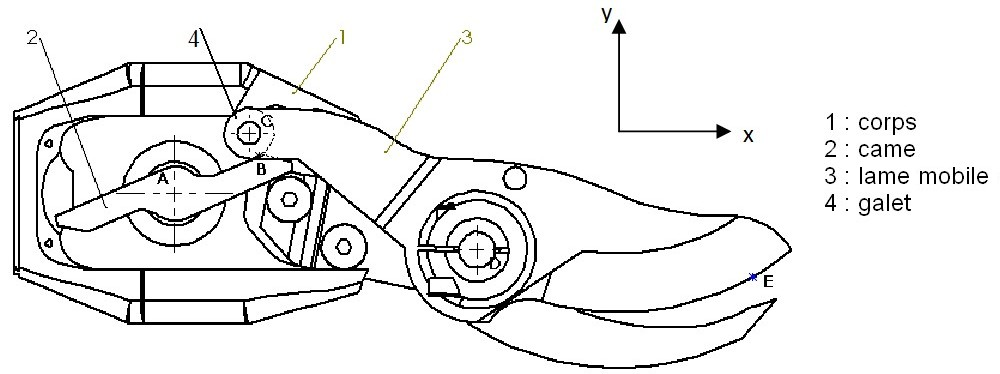 2
4
1
3
C
B
A
D
E
y
x
1 : corps
2 : came
3 : lame mobile
4 : galet